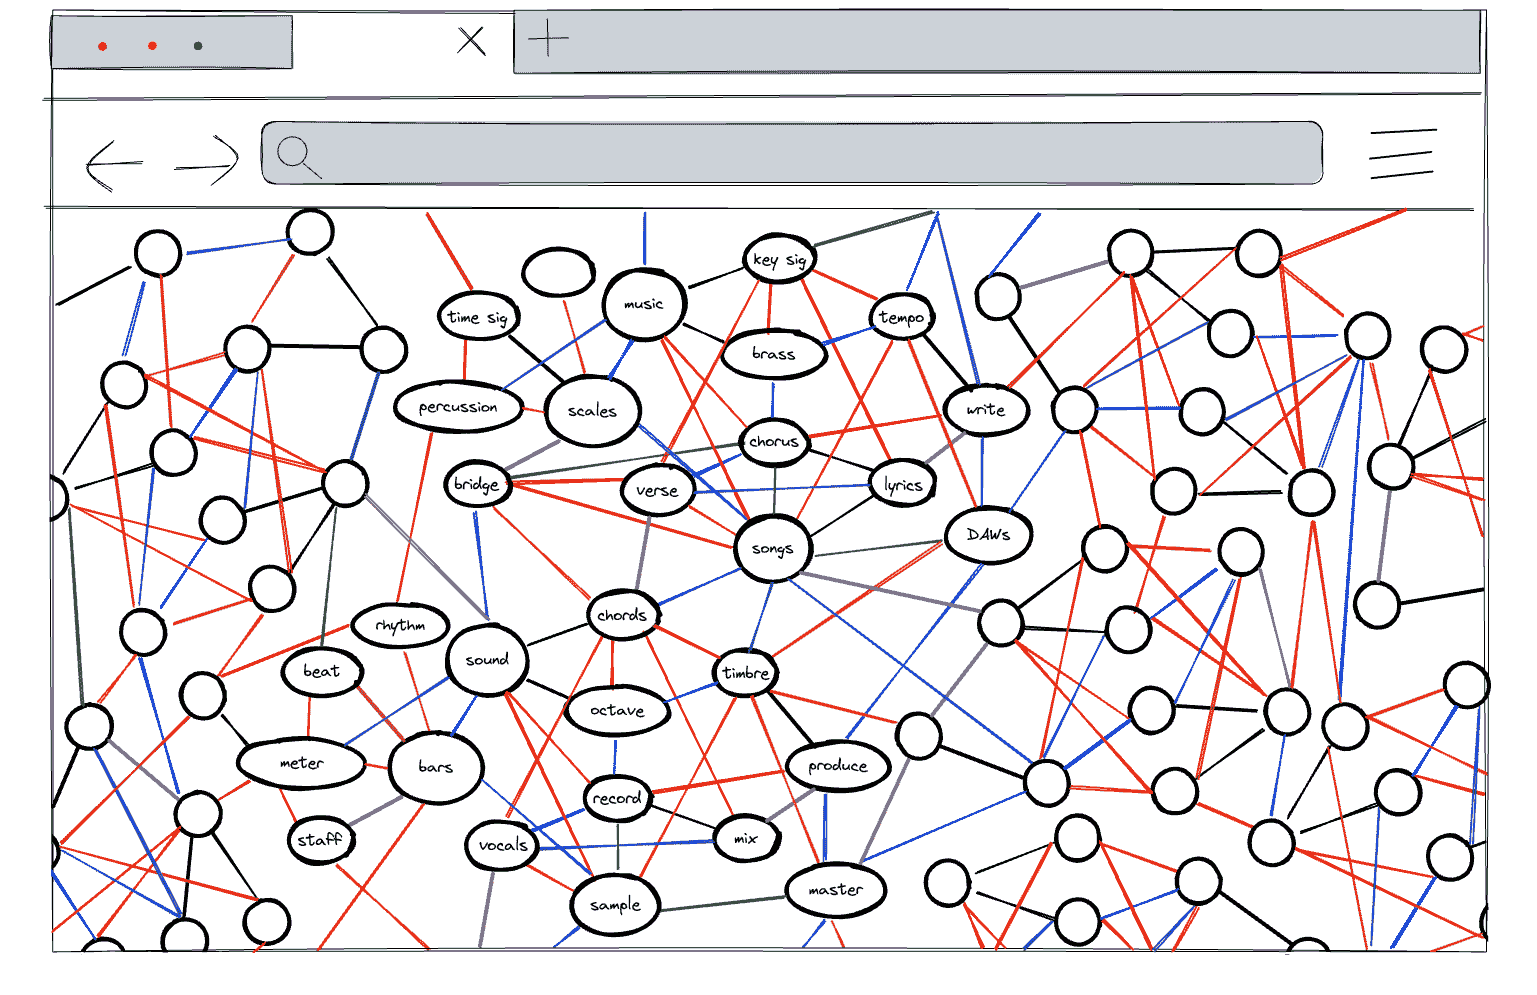 key sig
music
time sig
tempo
brass
percussion
scales
write
chorus
bridge
verse
lyrics
DAWs
songs
chords
rhythm
sound
beat
timbre
octave
meter
bars
produce
record
staff
vocals
mix
master
sample